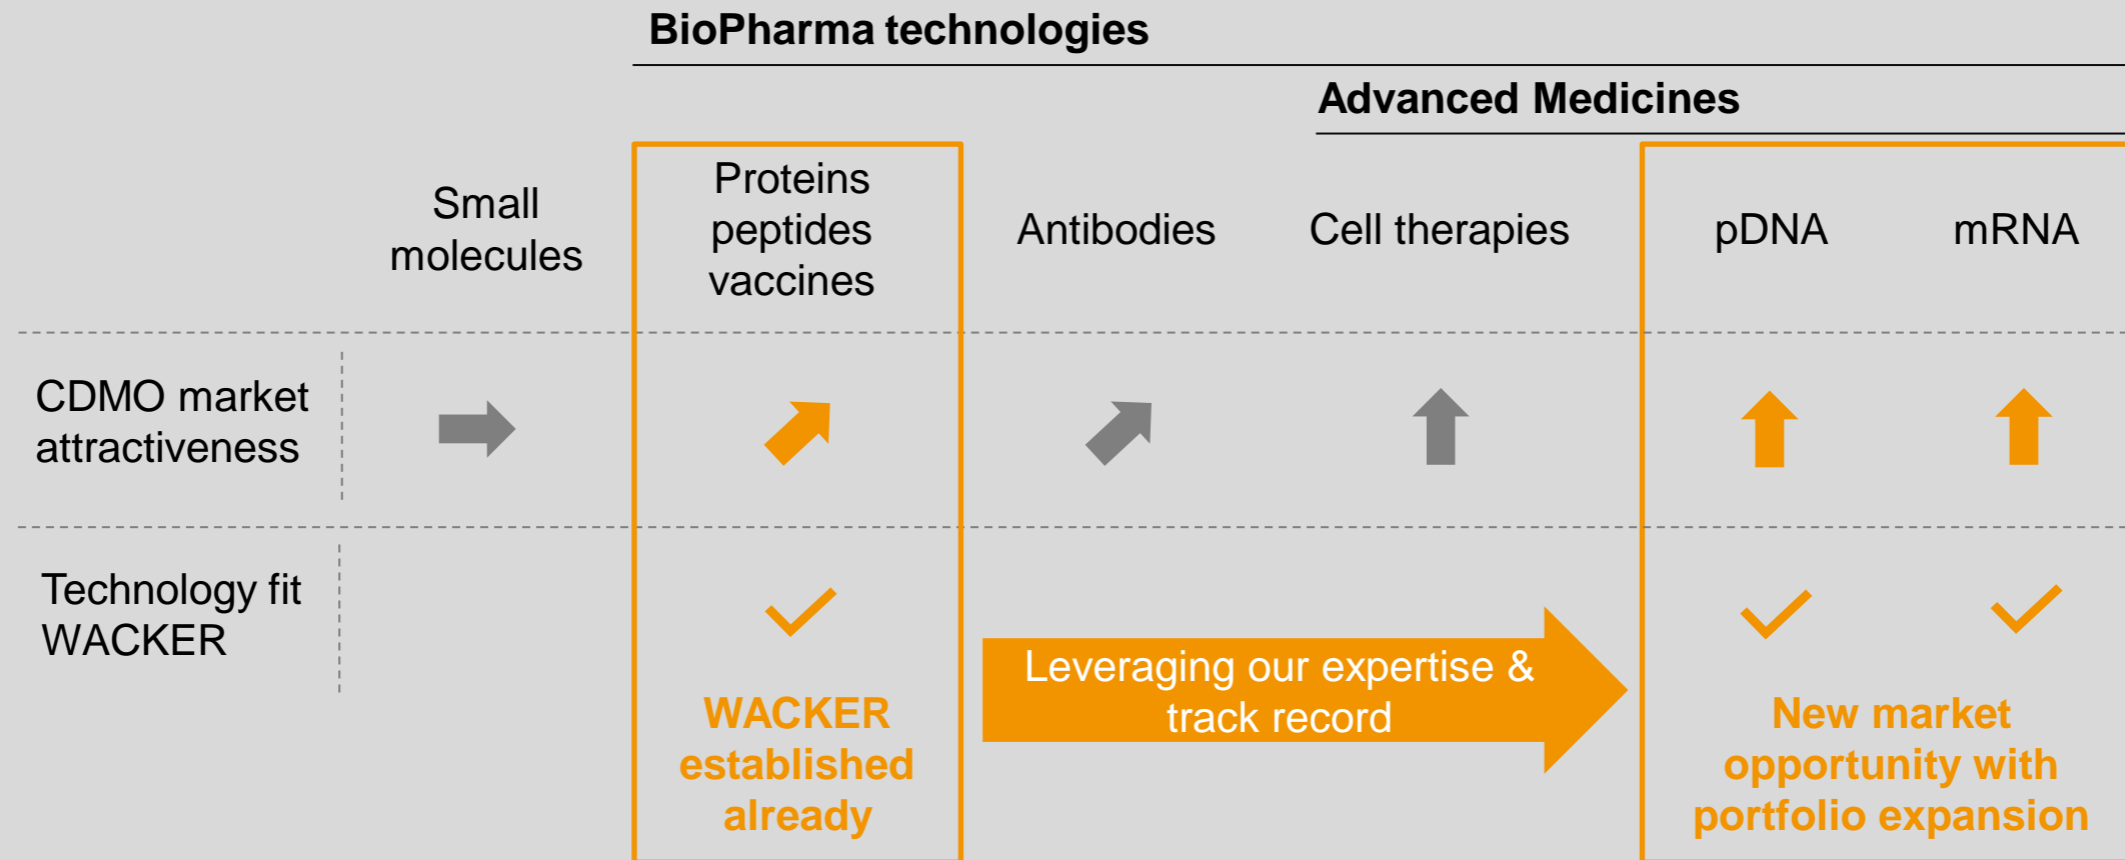 BioPharma technologies
Advanced Medicines
Small
molecules
Proteins
peptides
vaccines
Antibodies
Cell therapies
pDNA
mRNA
CDMO market
attractiveness
Technology fit
WACKER
WACKER
established
already
Leveraging our expertise &
track record
New market
opportunity with
portfolio expansion